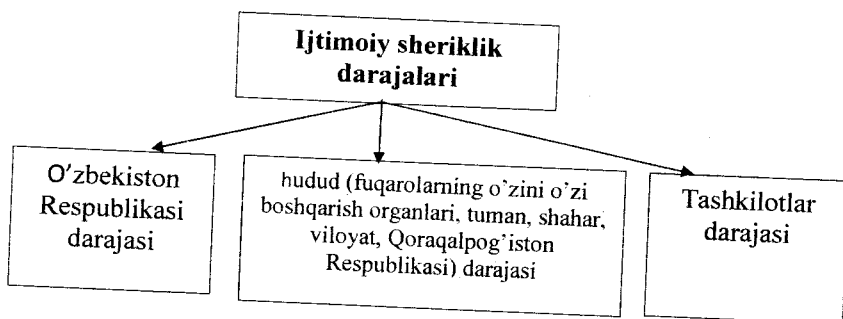 Ijtimoiy sheriklik
darajalari
O'zbekiston
Respublikasi
darajasi
hudud (fuqarolarning o'zini o'zi
boshqarish organlari, tuman, shahar,
viloyat, Qoraqalpog'iston
Respublikasi) darajasi
Tashkilotlar
darajasi